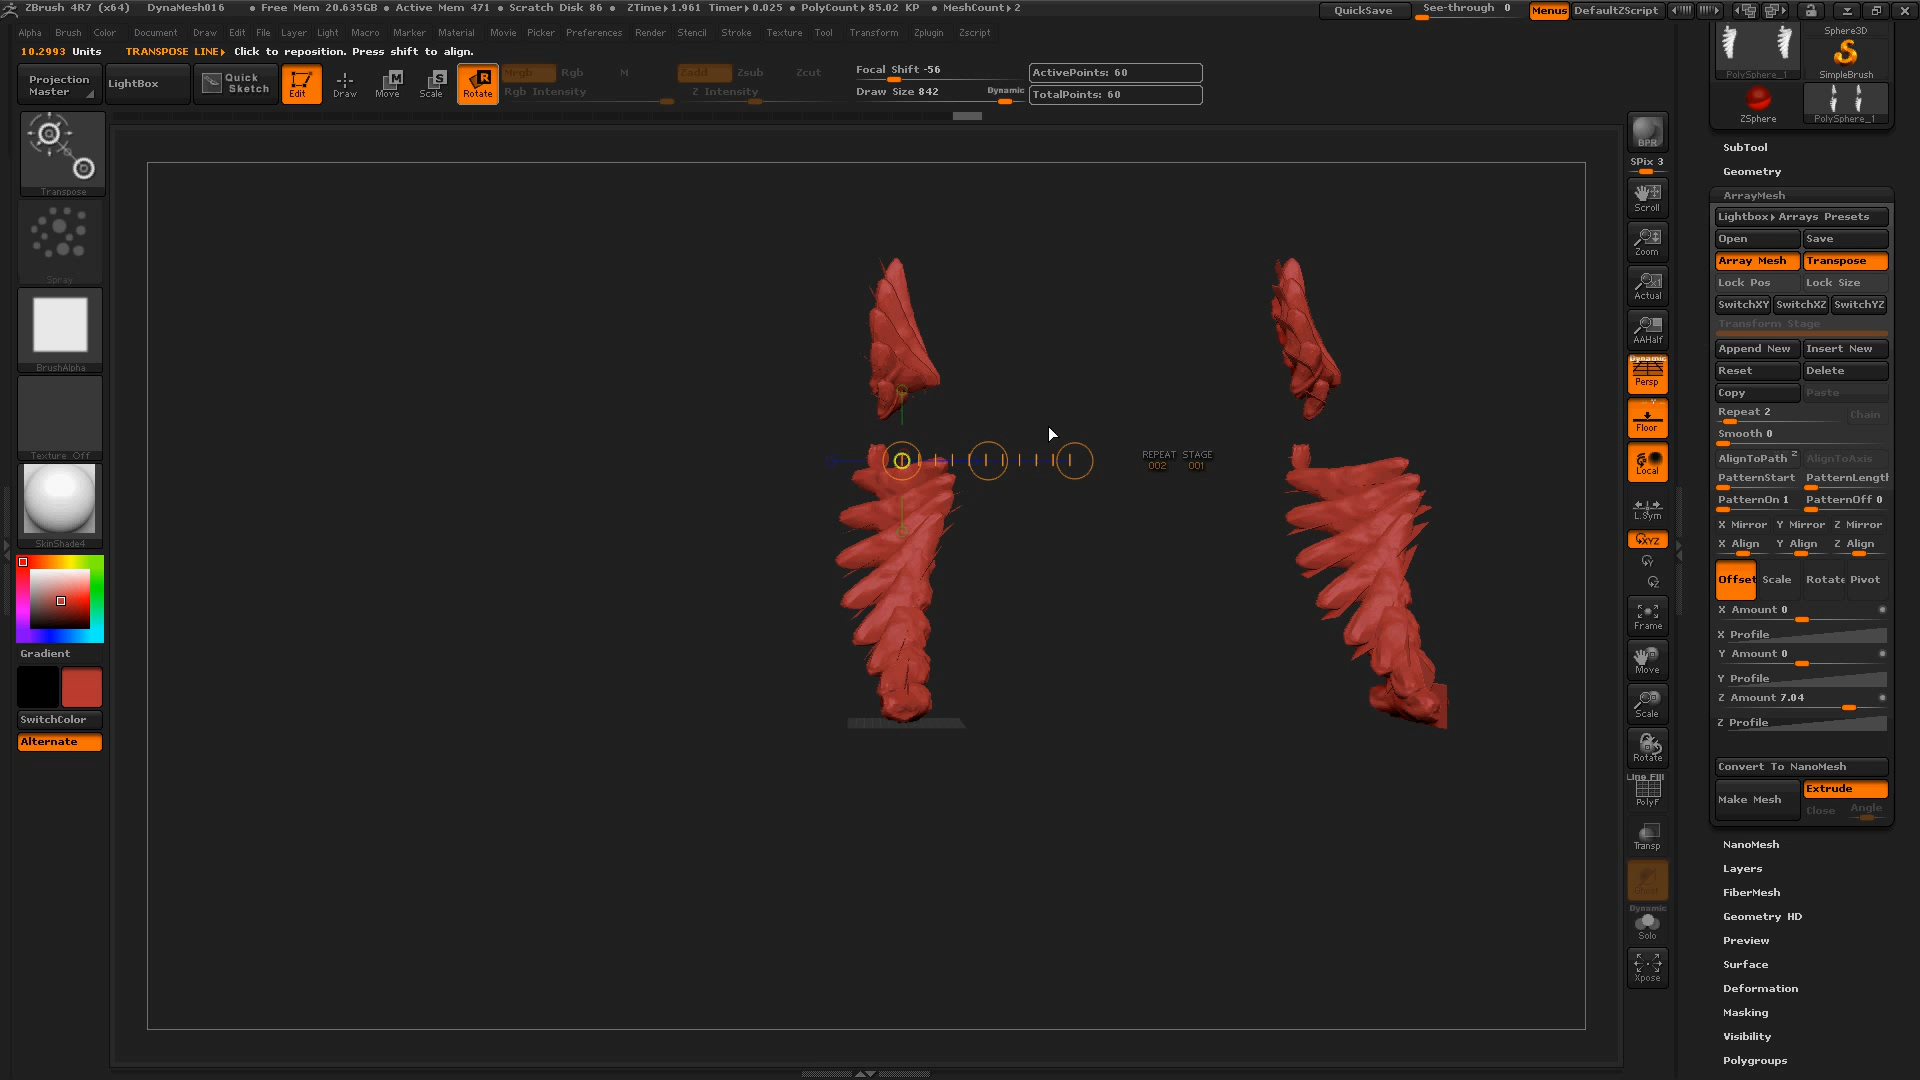 ZBrush 4R7 (x64) DynaMesh016 • Free Mem 20.635GB • Active Mem 471 • Scratch Disk 86 • ZTime▸1.961 Timer▸0.025 • PolyCount▸85.02 KP • MeshCount▸2
QuickSave See-through 0 Menus DefaultZScript
Alpha Brush Color Document Draw Edit File Layer Light Macro Marker Material Movie Picker Preferences Render Stencil Stroke Texture Tool Transform Zplugin Zscript
10.2993 Units TRANSPOSE LINE▸ Click to reposition. Press shift to align.
Projection Master
LightBox
Quick Sketch
Edit
Draw
Move
Scale
Rotate
Mrgb Rgb M
Rgb Intensity
Zadd Zsub Zcut
Z Intensity
Focal Shift -56
Draw Size 842 Dynamic
ActivePoints: 60
TotalPoints: 60
Transpose
Spray
BrushAlpha
Texture Off
SkinShade4
Gradient
SwitchColor
Alternate
REPEAT STAGE
002 001
BPR
SPix 3
Scroll
Zoom
Actual
AAHalf
Dynamic
Persp
Floor
Local
L.Sym
XYZ
Frame
Move
Scale
Rotate
Line Fill
PolyF
Transp
Ghost
Dynamic
Solo
Xpose
Sphere3D
PolySphere_1 SimpleBrush
ZSphere PolySphere_1
SubTool
Geometry
ArrayMesh
Lightbox▸Arrays Presets
Open Save
Array Mesh Transpose
Lock Pos Lock Size
SwitchXY SwitchXZ SwitchYZ
Transform Stage
Append New Insert New
Reset Delete
Copy Paste
Repeat 2 Chain
Smooth 0
AlignToPath Z AlignToAxis
PatternStart PatternLength
PatternOn 1 PatternOff 0
X Mirror Y Mirror Z Mirror
X Align Y Align Z Align
Offset Scale Rotate Pivot
X Amount 0
X Profile
Y Amount 0
Y Profile
Z Amount 7.04
Z Profile
Convert To NanoMesh
Make Mesh Extrude
Close Angle
NanoMesh
Layers
FiberMesh
Geometry HD
Preview
Surface
Deformation
Masking
Visibility
Polygroups